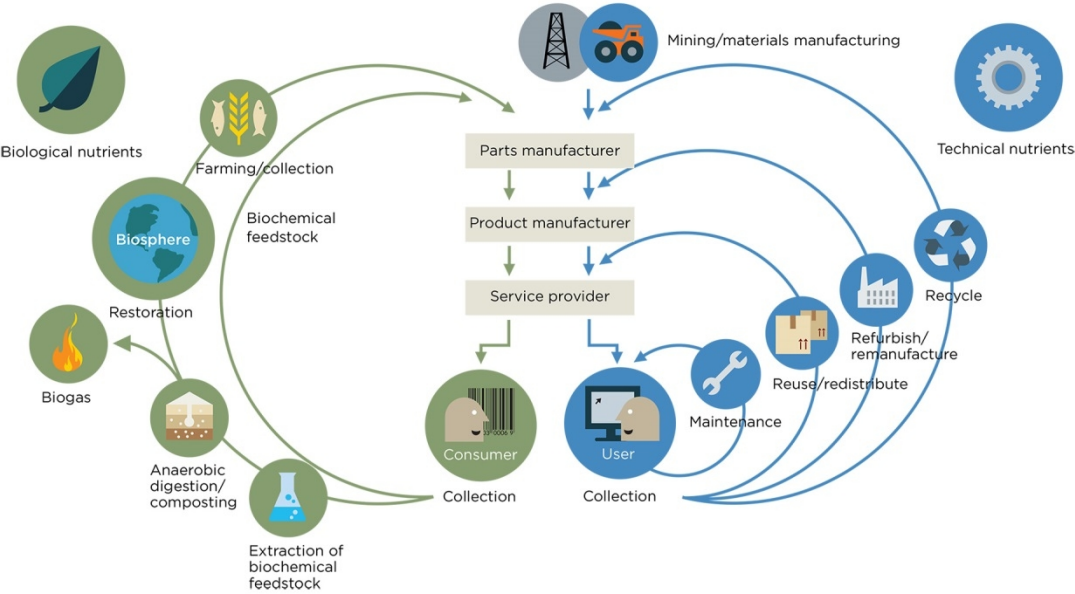 Mining/materials manufacturing
Biological nutrients
Technical nutrients
Farming/collection
Parts manufacturer
Biochemical
feedstock
Product manufacturer
Biosphere
Restoration
Service provider
Recycle
Refurbish/
remanufacture
Reuse/redistribute
Biogas
Maintenance
Consumer
User
Anaerobic
digestion/
composting
Collection
Collection
Extraction of
biochemical
feedstock